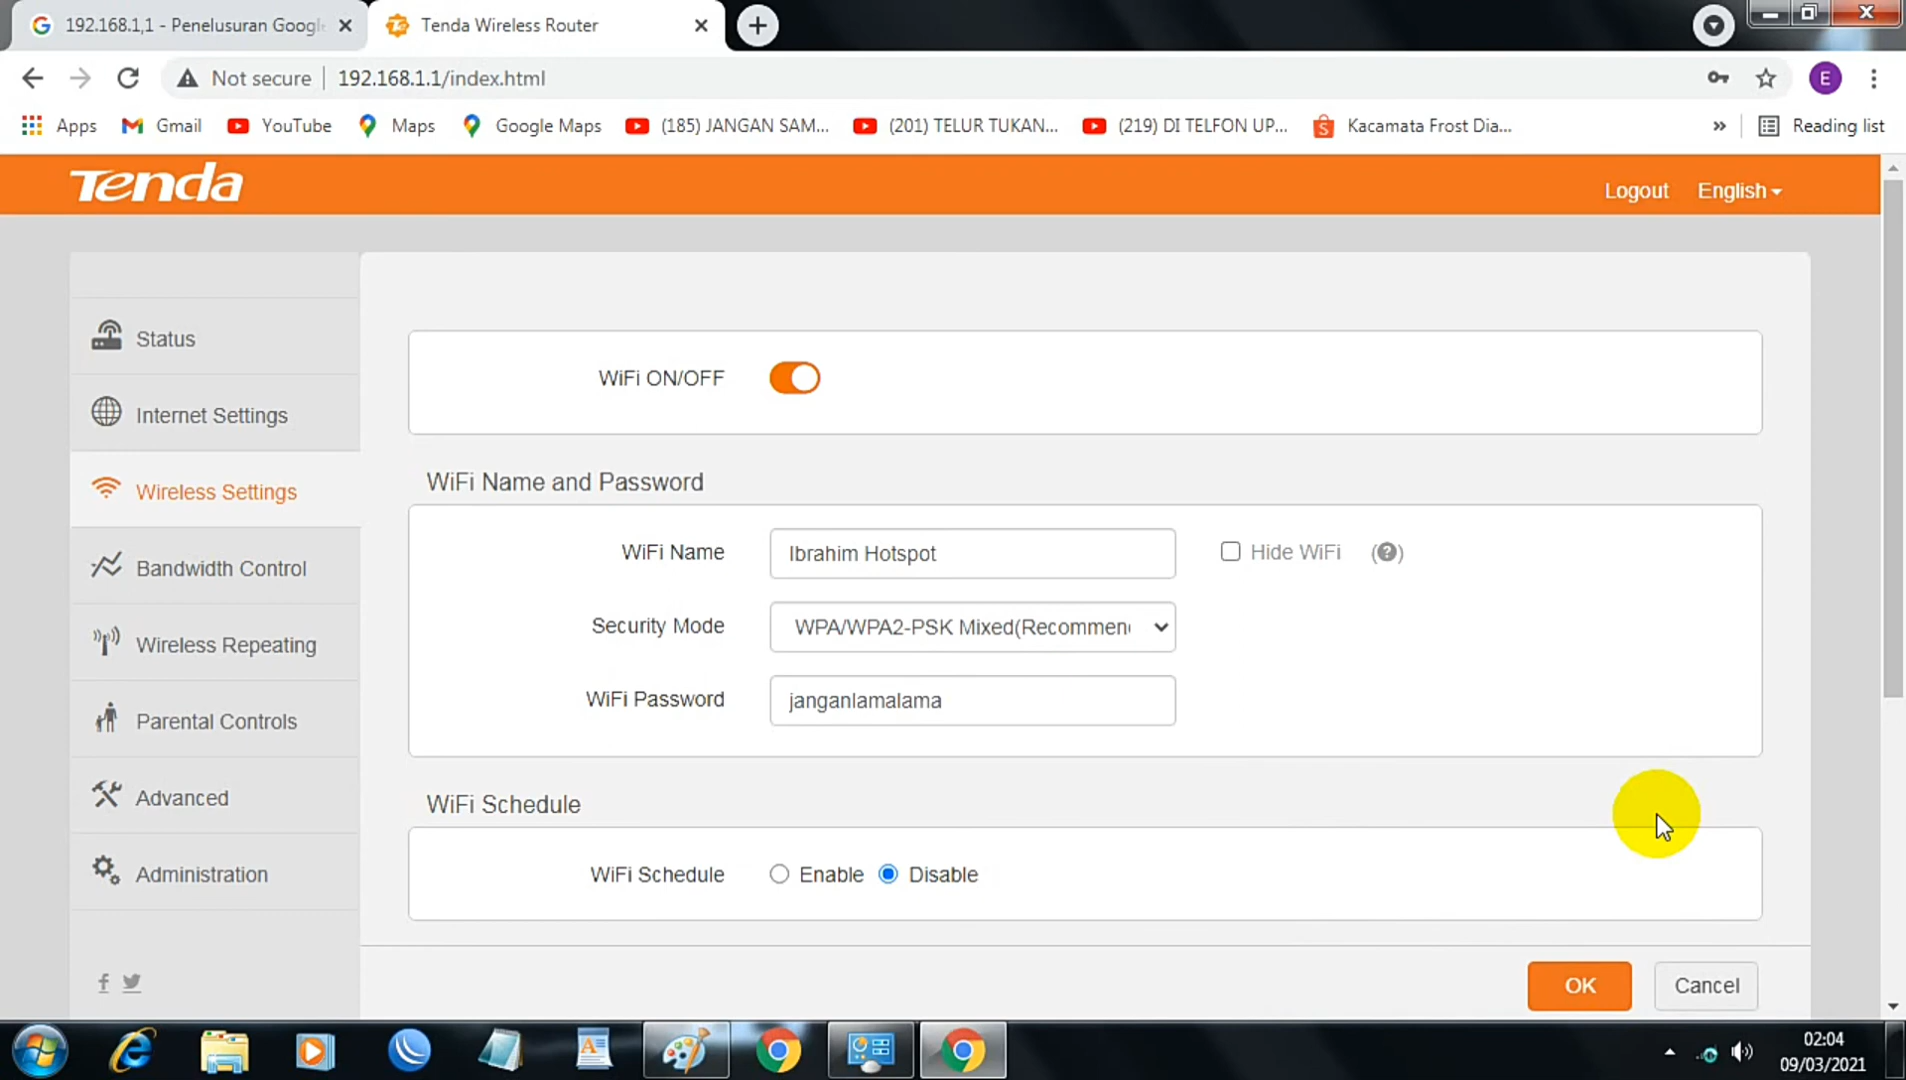 192.168.1,1 - Penelusuran Googl
Tenda Wireless Router
Not secure
192.168.1.1/index.html
E
Apps
Gmail
YouTube
Maps
Google Maps
(185) JANGAN SAM...
(201) TELUR TUKAN...
(219) DI TELFON UP...
Kacamata Frost Dia...
»
Reading list
Tenda
Logout
English
Status
Internet Settings
Wireless Settings
Bandwidth Control
Wireless Repeating
Parental Controls
Advanced
Administration
WiFi ON/OFF
WiFi Name and Password
WiFi Name
Ibrahim Hotspot
Hide WiFi
(?)
Security Mode
WPA/WPA2-PSK Mixed(Recommen
WiFi Password
janganlamalama
WiFi Schedule
WiFi Schedule
Enable
Disable
OK
Cancel
02:04
09/03/2021